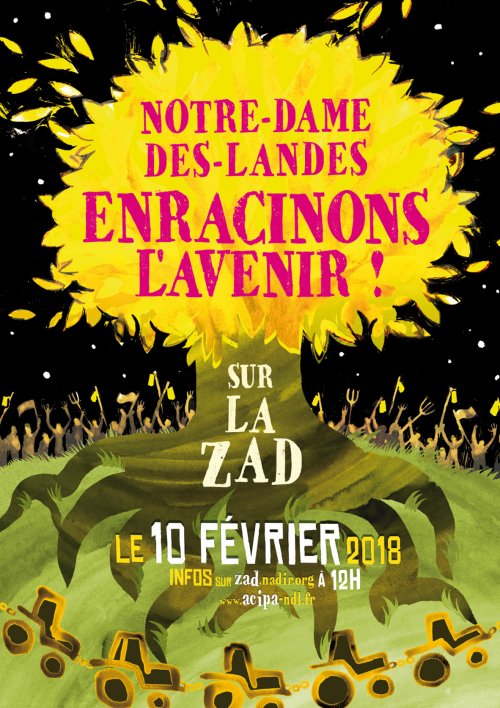 NOTRE-DAME
DES-LANDES
ENRACINONS
L'AVENIR !
SUR
LA
ZAD
LE 10 FÉVRIER 2018
INFOS SUR zad.nadir.org À 12H
www.acipa-ndl.fr